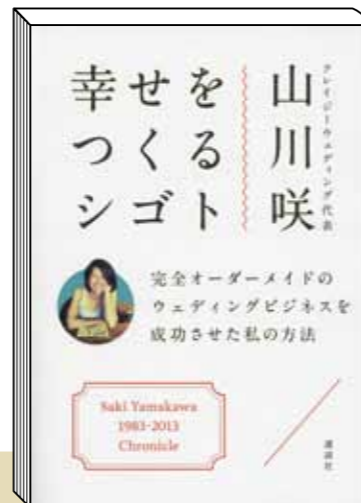 クレイジーウェディング代表
山川咲
幸せを
つくる
シゴト
完全オーダーメイドの
ウェディングビジネスを
成功させた私の方法
Saki Yamakawa
1983-2013
Chronicle
講談社